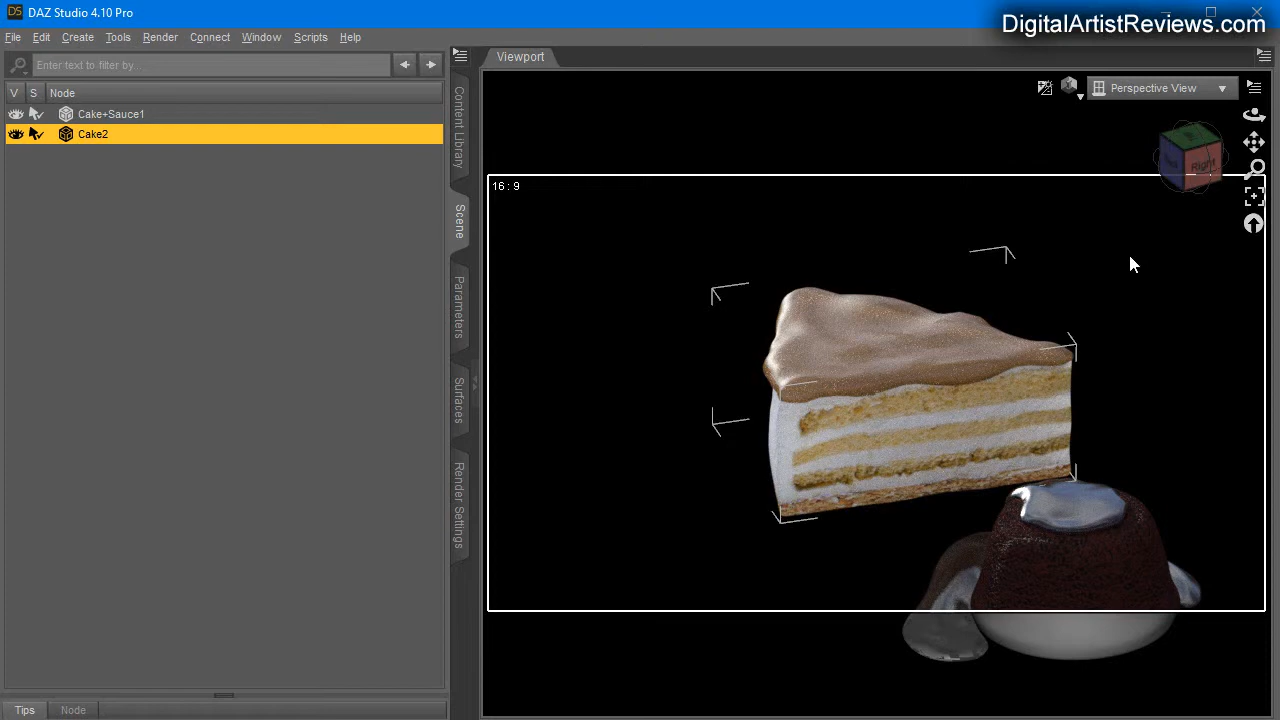 DS DAZ Studio 4.10 Pro
DigitalArtistReviews.com
File Edit Create Tools Render Connect Window Scripts Help
Enter text to filter by...
Viewport
V S Node
Perspective View
Cake+Sauce1
Cake2
Content Library
Scene
Parameters
Surfaces
Render Settings
16 : 9
Right
Tips Node